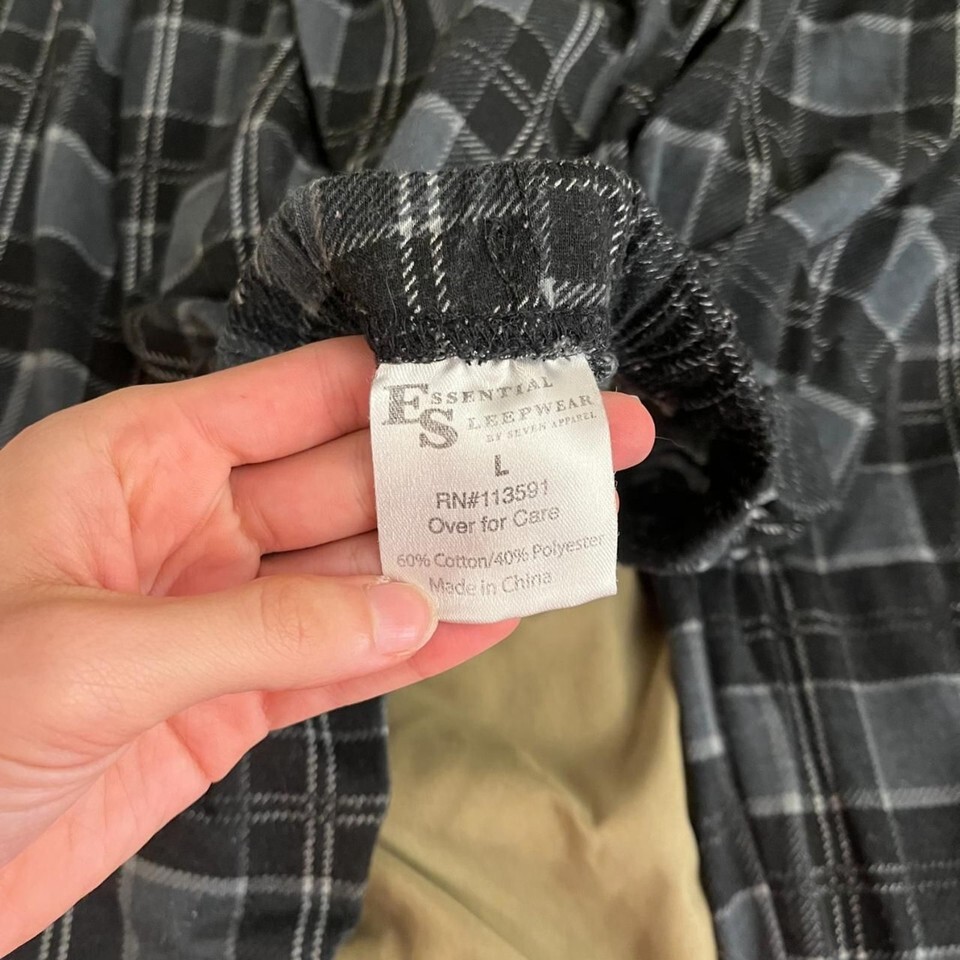 ESSENTIAL
SLEEPWEAR
BY SEVEN APPAREL
L
RN#113591
Over for Care
60% Cotton/40% Polyester
Made in China